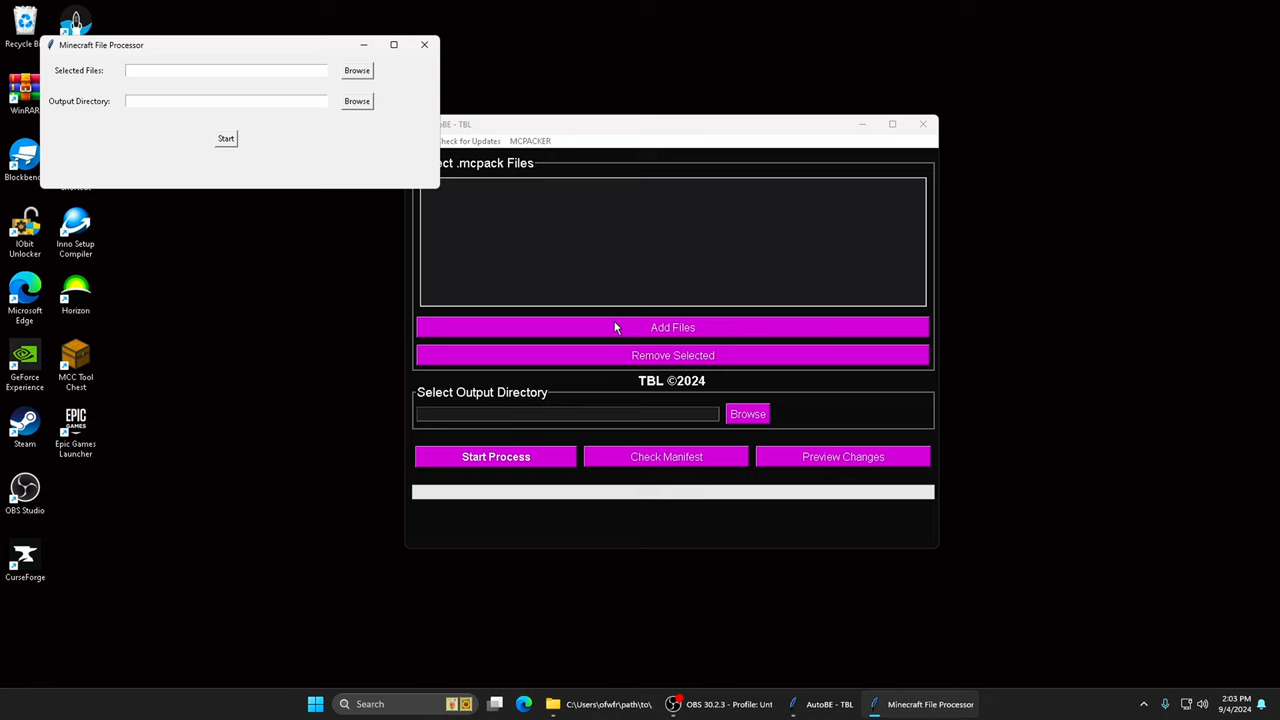 Recycle Bi
WinRAR
Blockbenc
IObit
Unlocker
Inno Setup
Compiler
Microsoft
Edge
Horizon
GeForce
Experience
MCC Tool
Chest
Steam
Epic Games
Launcher
OBS Studio
CurseForge
Minecraft File Processor
Selected Files:
Browse
Output Directory:
Browse
Start
BE - TBL
heck for Updates MCPACKER
ect .mcpack Files
Add Files
Remove Selected
TBL ©2024
Select Output Directory
Browse
Start Process
Check Manifest
Preview Changes
Search
C:\Users\ofwfr\path\to\
OBS 30.2.3 - Profile: Unt
AutoBE - TBL
Minecraft File Processor
2:03 PM
9/4/2024